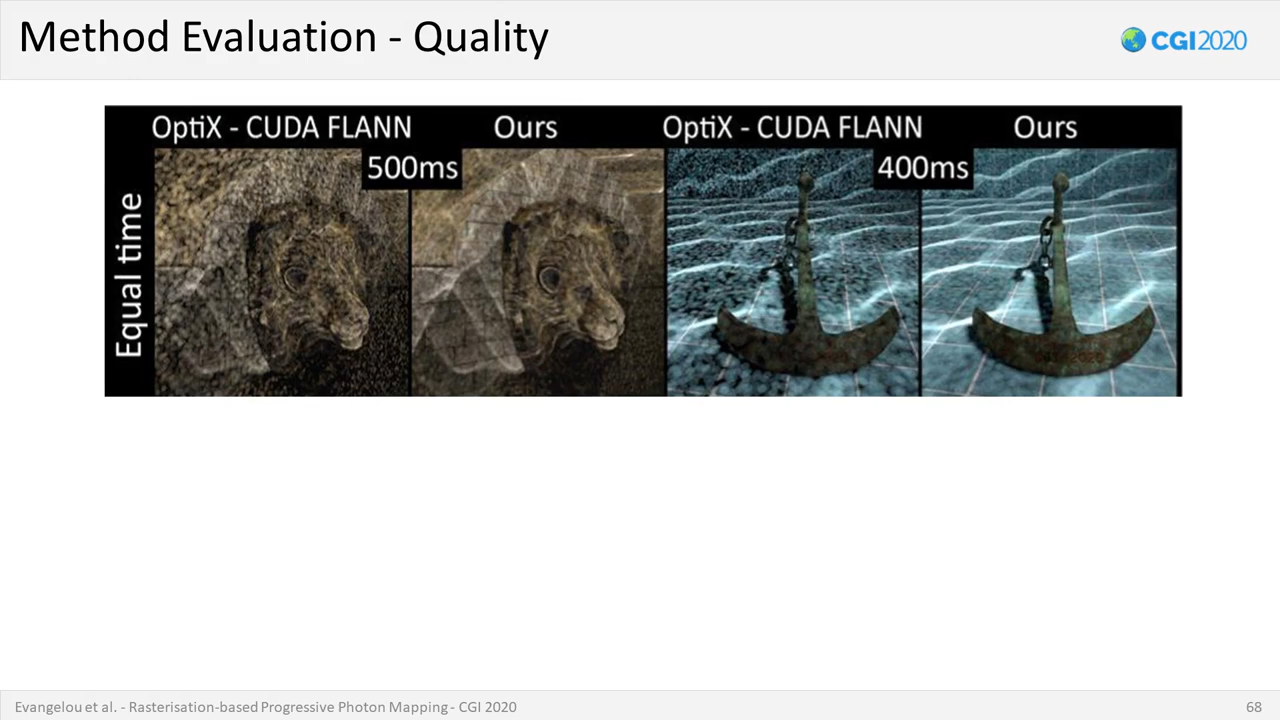 Method Evaluation - Quality
CGI2020
OptiX - CUDA FLANN
Ours
OptiX - CUDA FLANN
Ours
500ms
400ms
Equal time
Evangelou et al. - Rasterisation-based Progressive Photon Mapping - CGI 2020
68